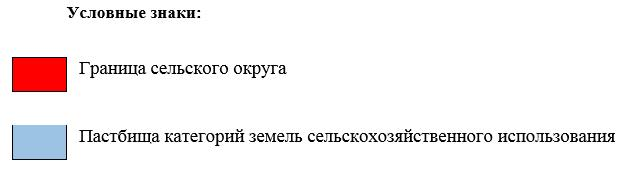 Условные знаки:
Граница сельского округа
Пастбища категорий земель сельскохозяйственного использования